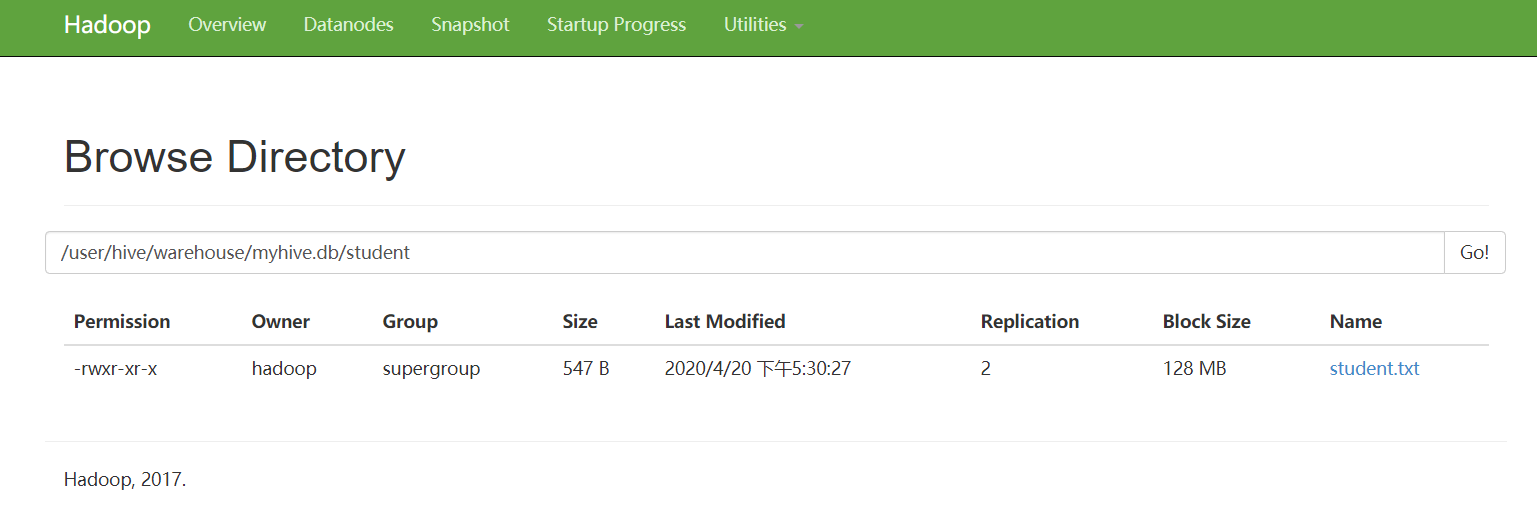 Hadoop Overview Datanodes Snapshot Startup Progress Utilities
Browse Directory
/user/hive/warehouse/myhive.db/student Go!
Permission Owner Group Size Last Modified Replication Block Size Name
-rwxr-xr-x hadoop supergroup 547 B 2020/4/20 下午5:30:27 2 128 MB student.txt
Hadoop, 2017.